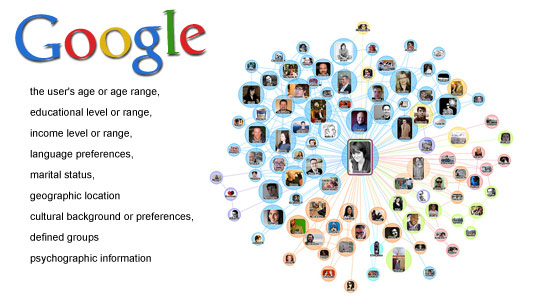 Google
the user's age or age range,
educational level or range,
income level or range,
language preferences,
marital status,
geographic location
cultural background or preferences,
defined groups
psychographic information